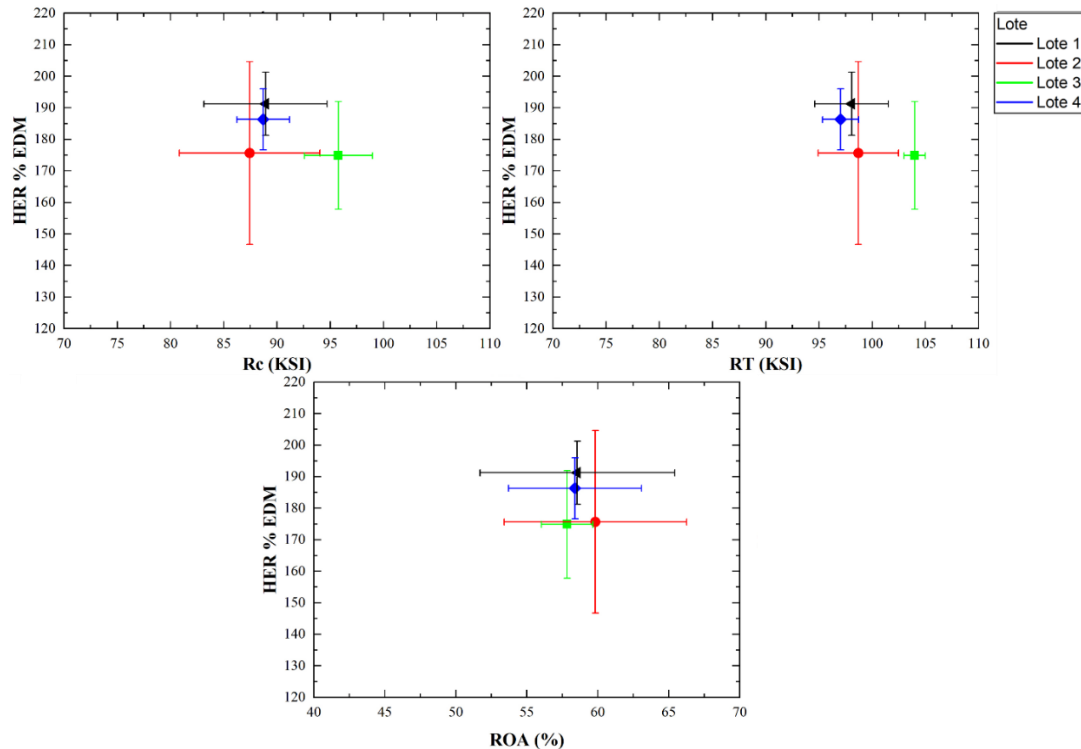 220
210
200
190
180
170
160
150
140
130
120
HER % EDM
70 75 80 85 90 95 100 105 110
Rc (KSI)
220
210
200
190
180
170
160
150
140
130
120
HER % EDM
70 75 80 85 90 95 100 105 110
RT (KSI)
Lote
Lote 1
Lote 2
Lote 3
Lote 4
220
210
200
190
180
170
160
150
140
130
120
HER % EDM
40 45 50 55 60 65 70
ROA (%)